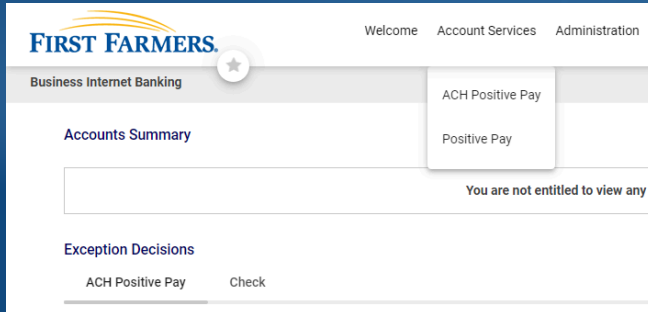 FIRST FARMERS.
Welcome Account Services Administration
Business Internet Banking
ACH Positive Pay
Positive Pay
Accounts Summary
You are not entitled to view any
Exception Decisions
ACH Positive Pay Check